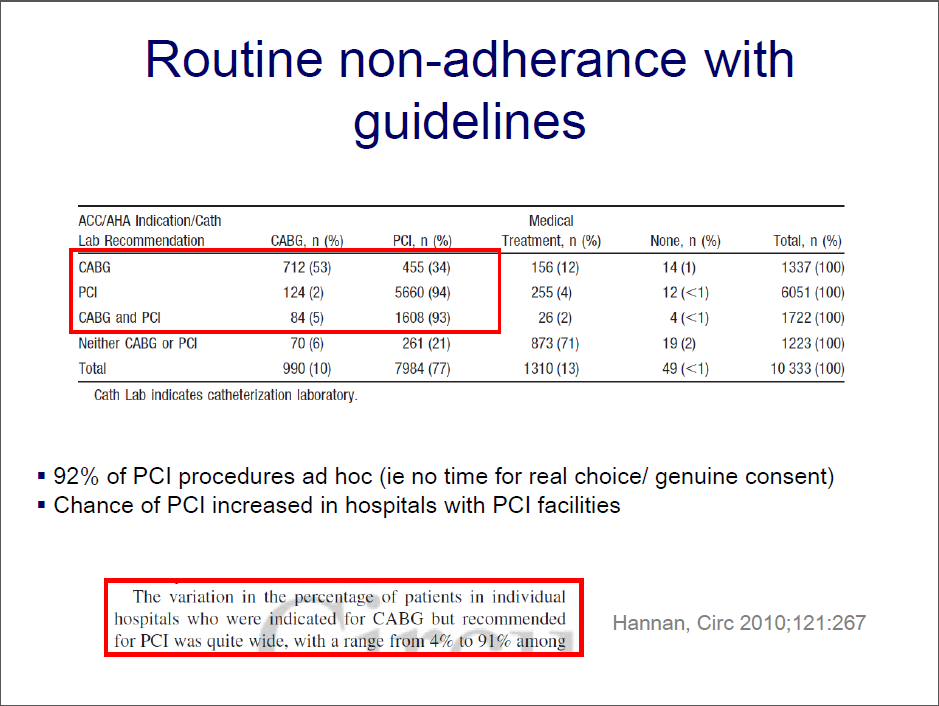 Routine non-adherance with
guidelines
ACC/AHA Indication/Cath Medical
Lab Recommendation CABG, n (%) PCI, n (%) Treatment, n (%) None, n (%) Total, n (%)
CABG 712 (53) 455 (34) 156 (12) 14 (1) 1337 (100)
PCI 124 (2) 5660 (94) 255 (4) 12 (<1) 6051 (100)
CABG and PCI 84 (5) 1608 (93) 26 (2) 4 (<1) 1722 (100)
Neither CABG or PCI 70 (6) 261 (21) 873 (71) 19 (2) 1223 (100)
Total 990 (10) 7984 (77) 1310 (13) 49 (<1) 10 333 (100)
Cath Lab indicates catheterization laboratory.
▪ 92% of PCI procedures ad hoc (ie no time for real choice/ genuine consent)
▪ Chance of PCI increased in hospitals with PCI facilities
The variation in the percentage of patients in individual
hospitals who were indicated for CABG but recommended
for PCI was quite wide, with a range from 4% to 91% among
Hannan, Circ 2010;121:267